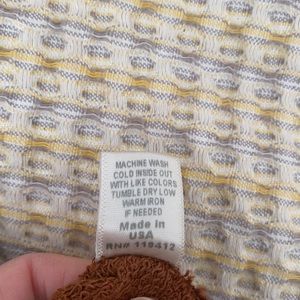 MACHINE WASH
COLD INSIDE OUT
WITH LIKE COLORS
TUMBLE DRY LOW
WARM IRON
IF NEEDED
Made in
USA
RN# 118412